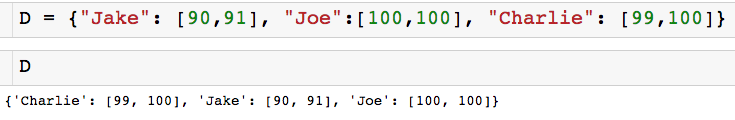 D = {"Jake": [90,91], "Joe":[100,100], "Charlie": [99,100]}
D
{'Charlie': [99, 100], 'Jake': [90, 91], 'Joe': [100, 100]}